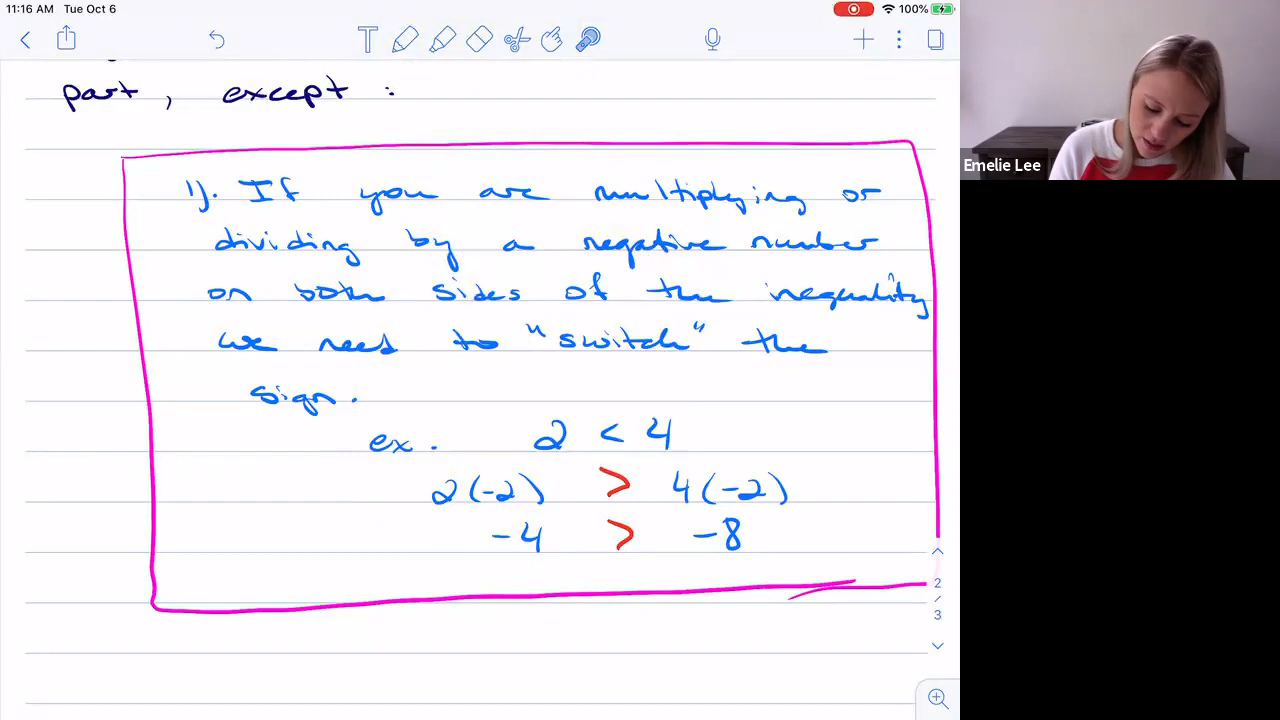 11:16 AM Tue Oct 6
100%
part, except :
1). If you are multiplying or
dividing by a negative number
on both sides of the inequality
we need to "switch" the
sign.
ex. 2 < 4
2(-2) > 4(-2)
-4 > -8
2
/
3
Emelie Lee